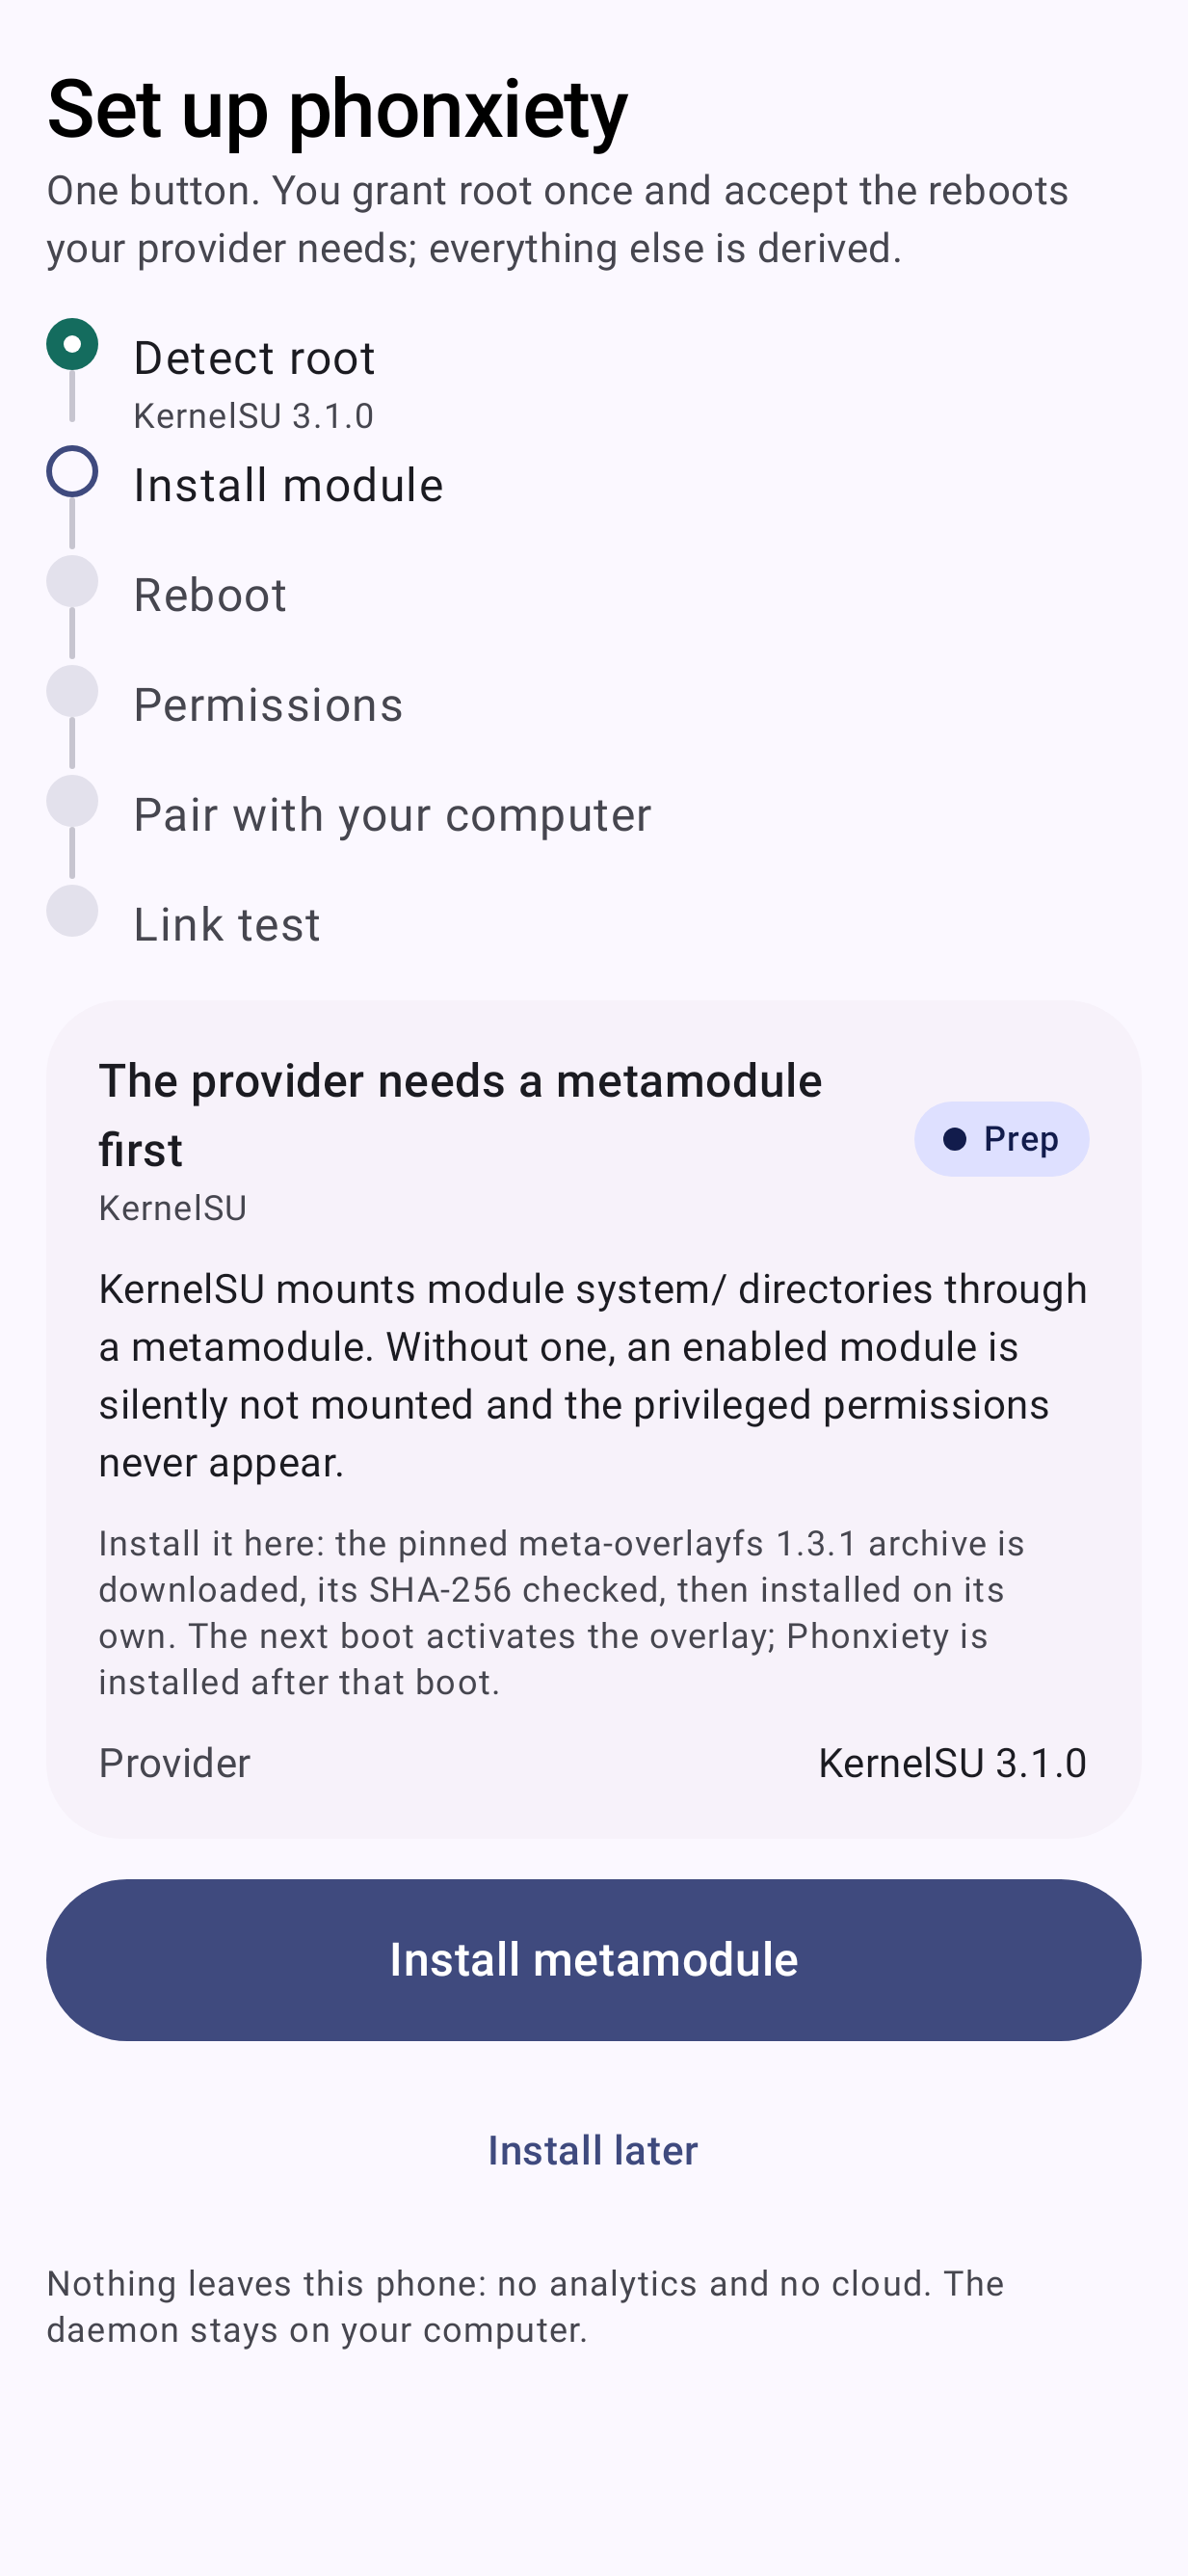 Set up phonxiety
One button. You grant root once and accept the reboots
your provider needs; everything else is derived.
Detect root
KernelSU 3.1.0
Install module
Reboot
Permissions
Pair with your computer
Link test
The provider needs a metamodule
first
Prep
KernelSU
KernelSU mounts module system/ directories through
a metamodule. Without one, an enabled module is
silently not mounted and the privileged permissions
never appear.
Install it here: the pinned meta-overlayfs 1.3.1 archive is
downloaded, its SHA-256 checked, then installed on its
own. The next boot activates the overlay; Phonxiety is
installed after that boot.
Provider KernelSU 3.1.0
Install metamodule
Install later
Nothing leaves this phone: no analytics and no cloud. The
daemon stays on your computer.